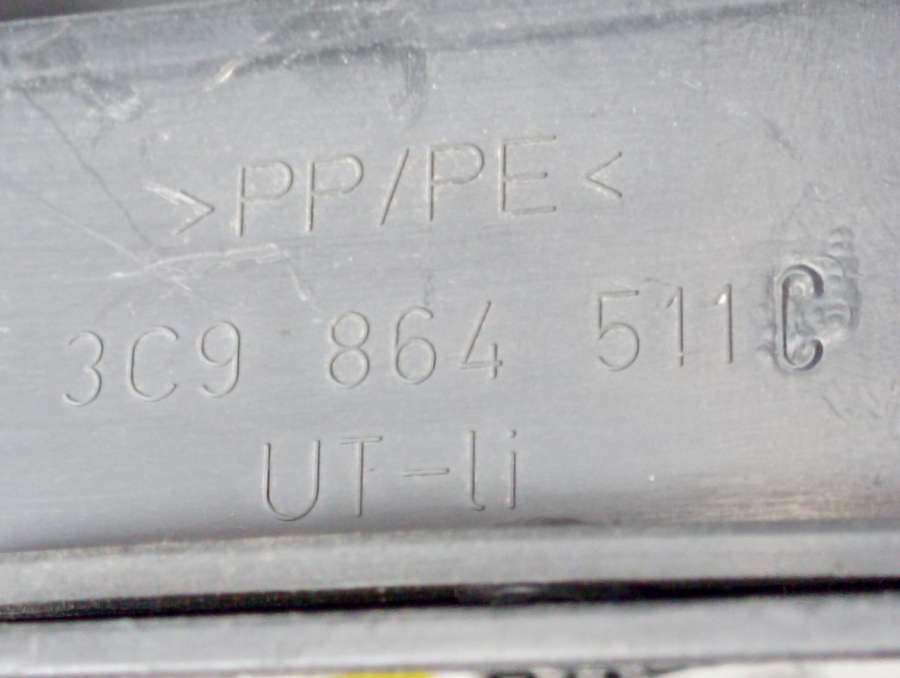 >PP/PE<
3C9 864 511C
UT-li